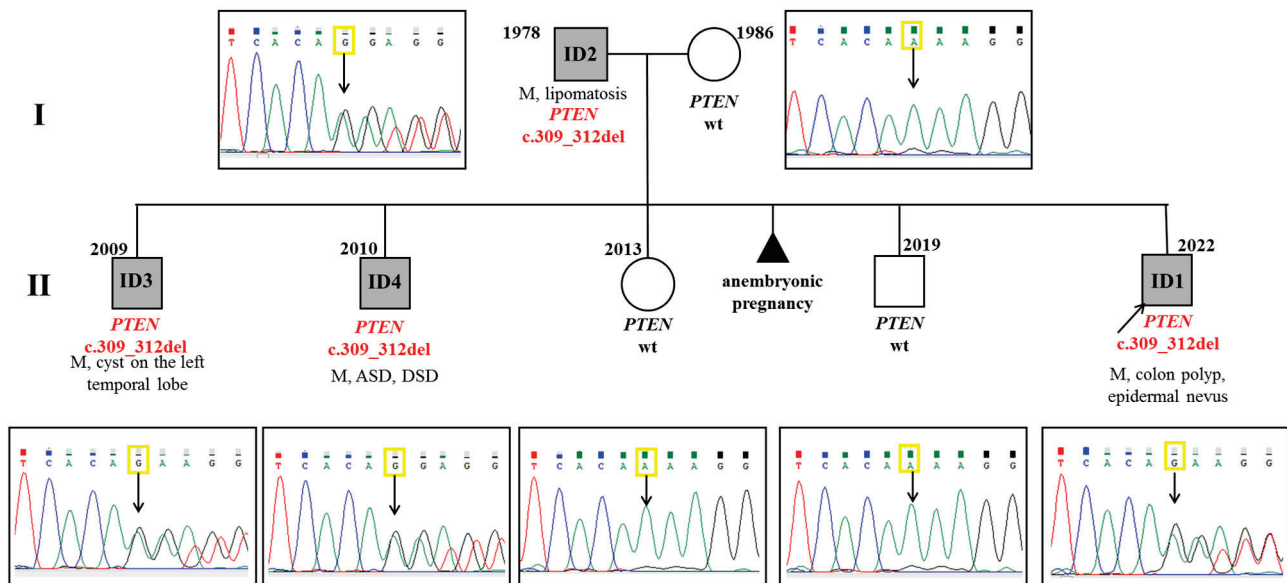 T C A C A G G A G G
1978
ID2
1986
T C A C A A A A G G
I
M, lipomatosis
PTEN
c.309_312del
PTEN
wt
2009
2010
2013
2019
2022
II
ID3
ID4
ID1
anembryonic
pregnancy
PTEN
c.309_312del
M, cyst on the left
temporal lobe
PTEN
c.309_312del
M, ASD, DSD
PTEN
wt
PTEN
wt
PTEN
c.309_312del
M, colon polyp,
epidermal nevus
T C A C A G A A G G
T C A C A G G A G G
T C A C A A A A G G
T C A C A A A A G G
T C A C A G A A G G